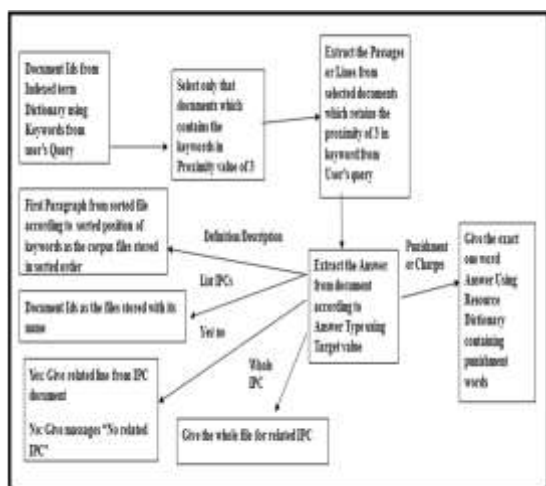 Document Ids from
Indexed term
Dictionary using
Keywords from
user's Query
Select only that
documents which
contains the
keywords in
Proximity value of 3
Extract the Passages
or Lines from
selected documents
which retains the
proximity of 3 in
keyword from
User's query
First Paragraph from sorted file
according to sorted position of
keywords as the corpus files stored
in sorted order
Definition/Description
List IPCs
Document Ids as the files stored with its
name
Yes/ no
Extract the Answer
from document
according to
Answer Type using
Target value
Punishment
or Charges
Give the exact
one word
Answer Using
Resource
Dictionary
containing
punishment
words
Yes: Give related line from IPC
document
No: Give massages "No related
IPC"
Whole
IPC
Give the whole file for related IPC